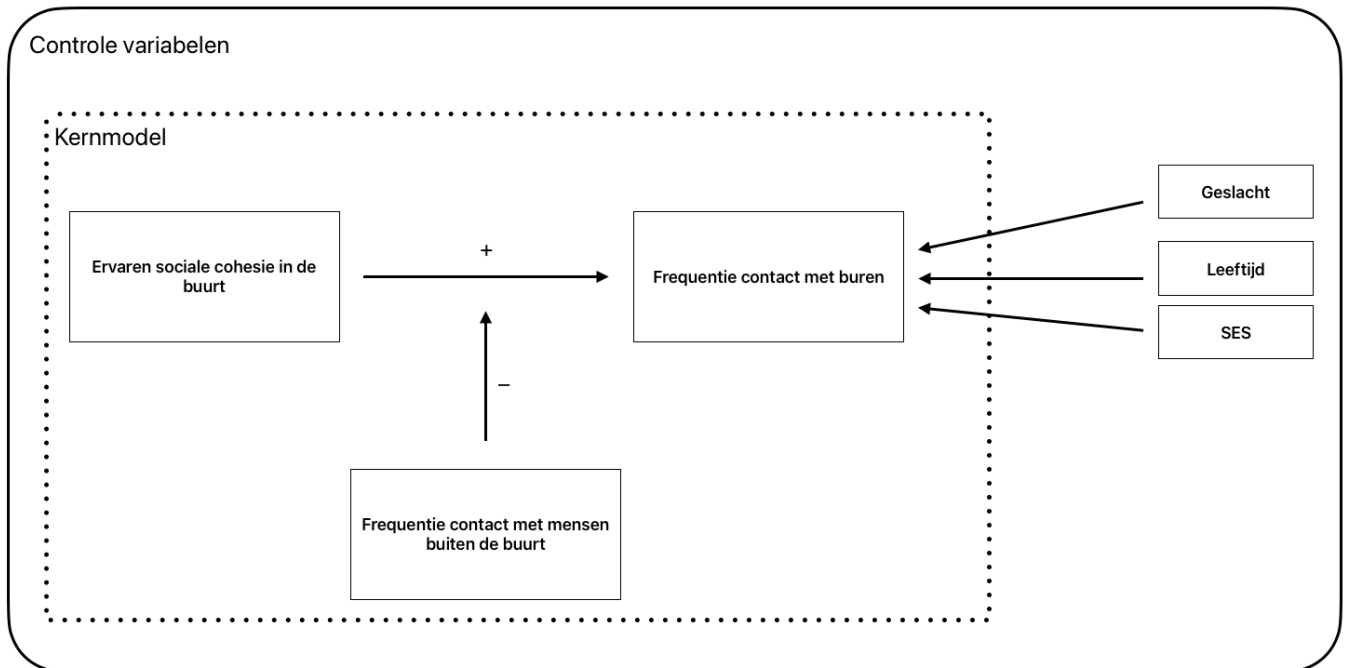 Controle variabelen
Kernmodel
Ervaren sociale cohesie in de
buurt
+
Frequentie contact met buren
Geslacht
Leeftijd
SES
–
Frequentie contact met mensen
buiten de buurt